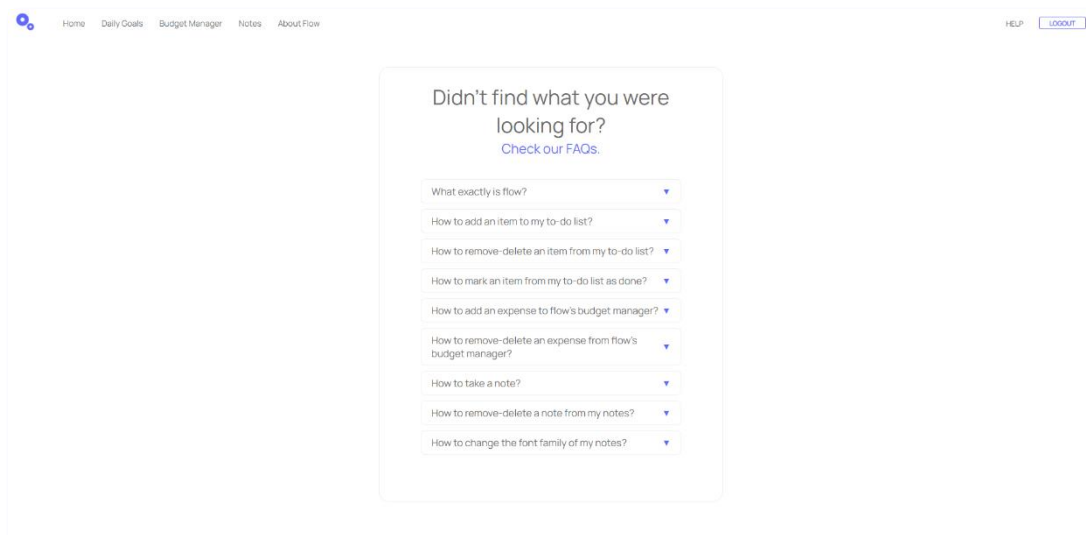 Home Daily Goals Budget Manager Notes About Flow HELP LOGOUT
Didn't find what you were
looking for?
Check our FAQs.
What exactly is flow?
How to add an item to my to-do list?
How to remove-delete an item from my to-do list?
How to mark an item from my to-do list as done?
How to add an expense to flow's budget manager?
How to remove-delete an expense from flow's
budget manager?
How to take a note?
How to remove-delete a note from my notes?
How to change the font family of my notes?